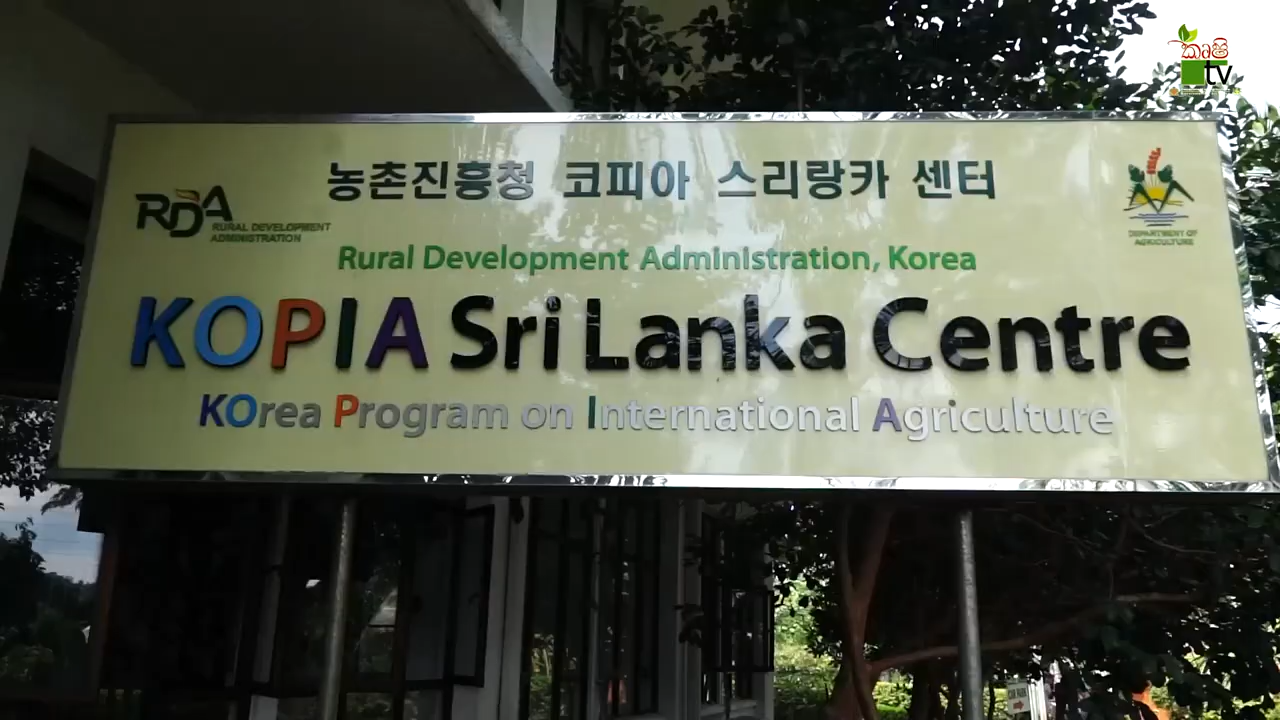 කෘෂි
tv
농촌진흥청 코피아 스리랑카 센터
RDA
RURAL DEVELOPMENT
ADMINISTRATION
DEPARTMENT OF
AGRICULTURE
Rural Development Administration, Korea
KOPIA Sri Lanka Centre
KOrea Program on International Agriculture